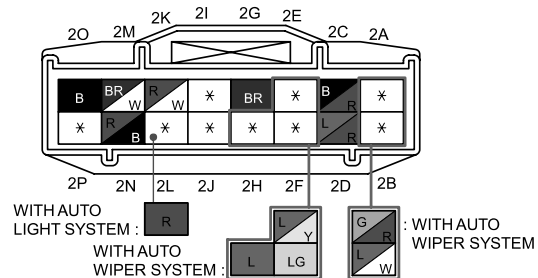 2K 2I 2G 2E
2O 2M 2C 2A
B BR W R W * BR * B R *
* R B * * * * L R *
2P 2N 2L 2J 2H 2F 2D 2B
WITH AUTO
LIGHT SYSTEM : R
WITH AUTO
WIPER SYSTEM : L L Y LG
G R L W : WITH AUTO
WIPER SYSTEM